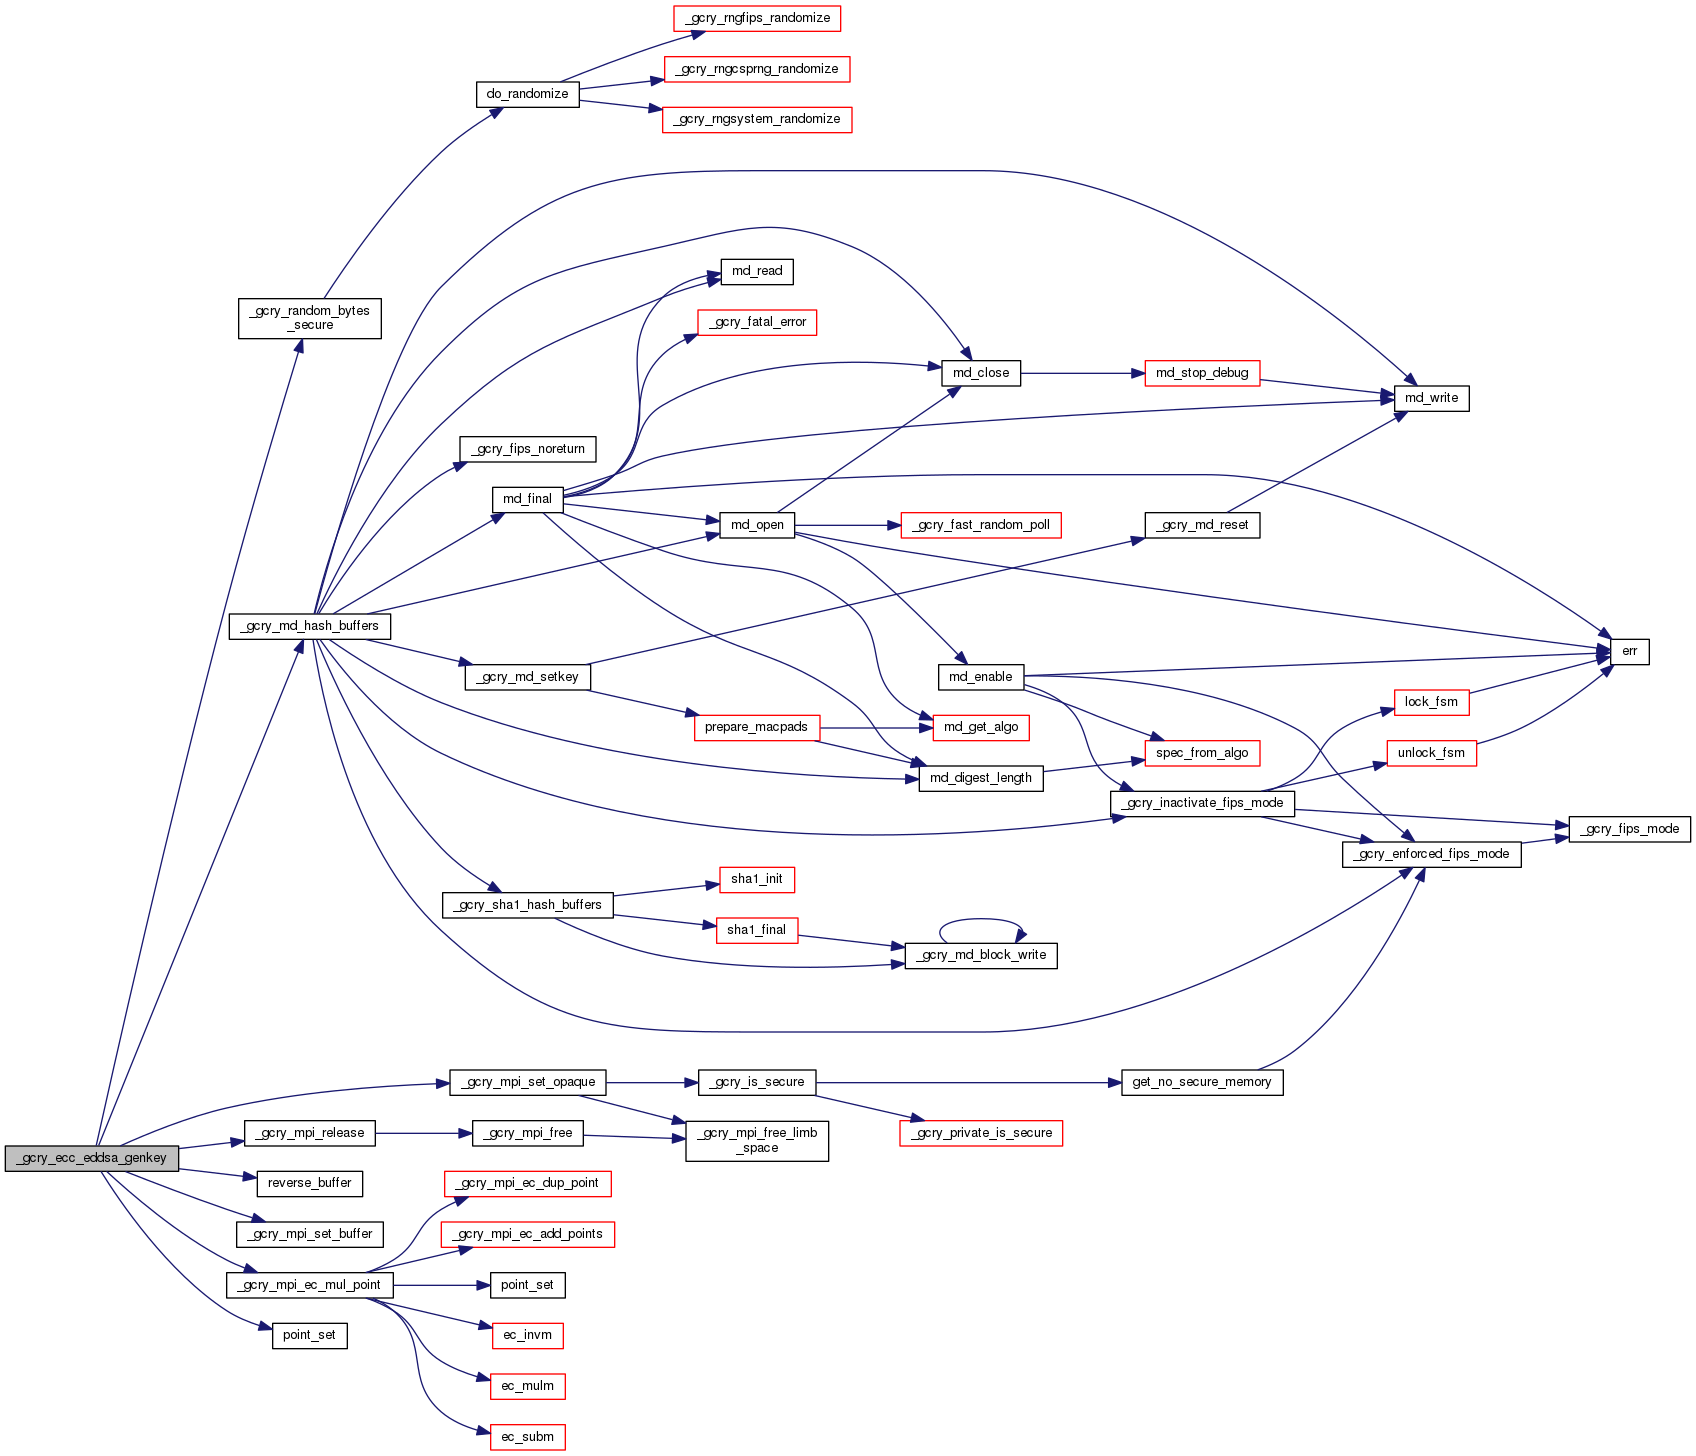 _gcry_rngfips_randomize
_gcry_rngcsprng_randomize
do_randomize
_gcry_rngsystem_randomize
md_read
_gcry_random_bytes
_secure
_gcry_fatal_error
md_close
md_stop_debug
md_write
_gcry_fips_noreturn
md_final
md_open
_gcry_fast_random_poll
_gcry_md_reset
_gcry_md_hash_buffers
err
_gcry_md_setkey
md_enable
lock_fsm
prepare_macpads
md_get_algo
spec_from_algo
unlock_fsm
md_digest_length
_gcry_inactivate_fips_mode
_gcry_fips_mode
_gcry_enforced_fips_mode
sha1_init
_gcry_sha1_hash_buffers
sha1_final
_gcry_md_block_write
_gcry_mpi_set_opaque
_gcry_is_secure
get_no_secure_memory
_gcry_mpi_release
_gcry_mpi_free
_gcry_mpi_free_limb
_space
_gcry_private_is_secure
_gcry_ecc_eddsa_genkey
reverse_buffer
_gcry_mpi_ec_dup_point
_gcry_mpi_set_buffer
_gcry_mpi_ec_add_points
_gcry_mpi_ec_mul_point
point_set
point_set
ec_invm
ec_mulm
ec_subm